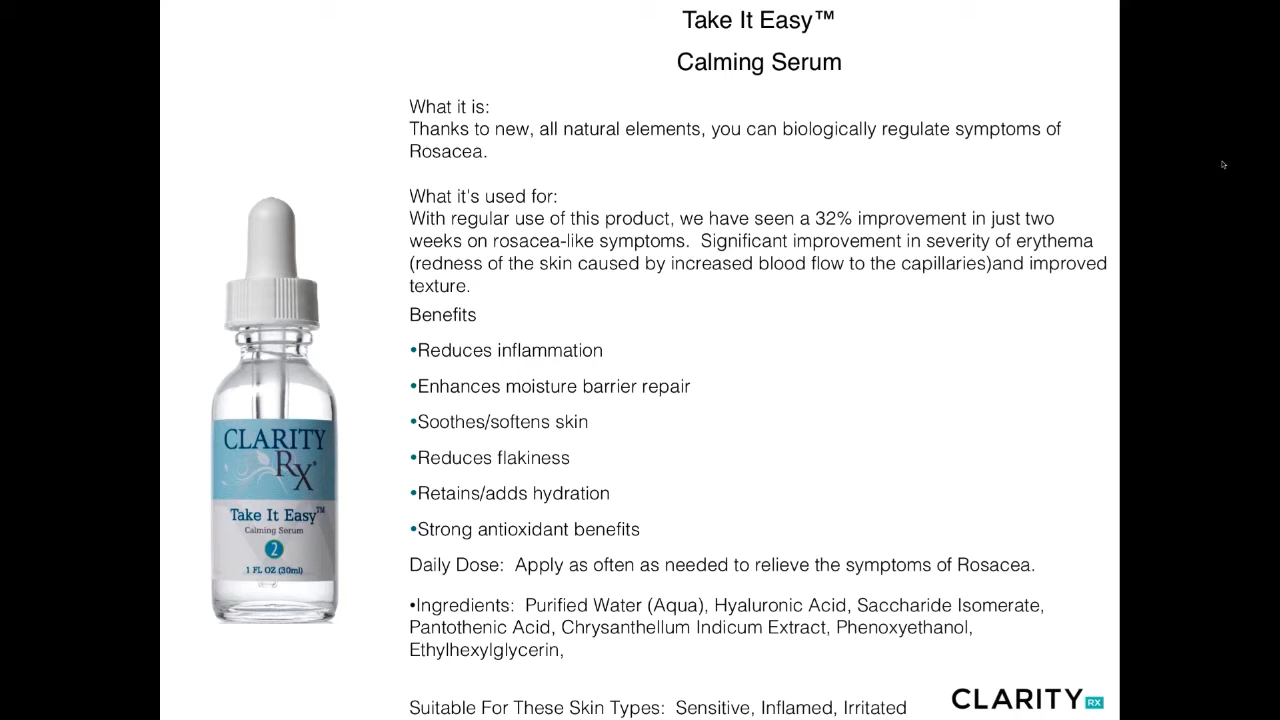 Take It Easy™
Calming Serum
What it is:
Thanks to new, all natural elements, you can biologically regulate symptoms of
Rosacea.
What it's used for:
With regular use of this product, we have seen a 32% improvement in just two
weeks on rosacea-like symptoms.  Significant improvement in severity of erythema
(redness of the skin caused by increased blood flow to the capillaries)and improved
texture.
Benefits
•Reduces inflammation
•Enhances moisture barrier repair
•Soothes/softens skin
•Reduces flakiness
•Retains/adds hydration
•Strong antioxidant benefits
Daily Dose:  Apply as often as needed to relieve the symptoms of Rosacea.
•Ingredients:  Purified Water (Aqua), Hyaluronic Acid, Saccharide Isomerate,
Pantothenic Acid, Chrysanthellum Indicum Extract, Phenoxyethanol,
Ethylhexylglycerin,
Suitable For These Skin Types:  Sensitive, Inflamed, Irritated
CLARITY RX
CLARITY
RX®
Take It Easy™
Calming Serum
2
1 FL OZ (30ml)